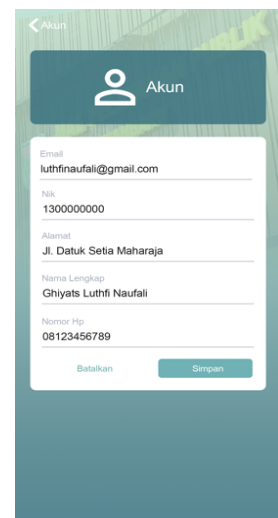 Akun
Akun
Email
luthfinaufali@gmail.com
Nik
1300000000
Alamat
Jl. Datuk Setia Maharaja
Nama Lengkap
Ghiyats Luthfi Naufali
Nomor Hp
08123456789
Batalkan
Simpan